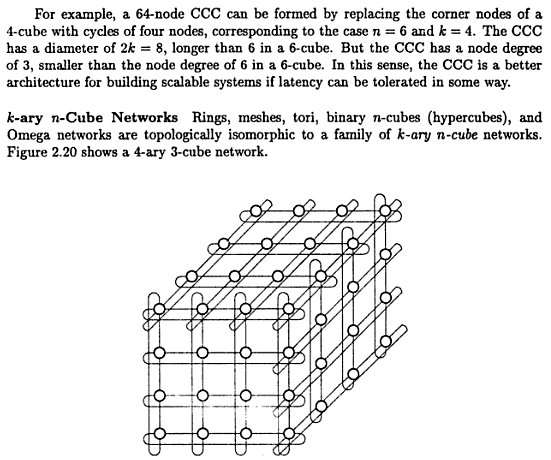 For example, a 64-node CCC can be formed by replacing the corner nodes of a
4-cube with cycles of four nodes, corresponding to the case n = 6 and k = 4. The CCC
has a diameter of 2k = 8, longer than 6 in a 6-cube. But the CCC has a node degree
of 3, smaller than the node degree of 6 in a 6-cube. In this sense, the CCC is a better
architecture for building scalable systems if latency can be tolerated in some way.
k-ary n-Cube Networks Rings, meshes, tori, binary n-cubes (hypercubes), and
Omega networks are topologically isomorphic to a family of k-ary n-cube networks.
Figure 2.20 shows a 4-ary 3-cube network.